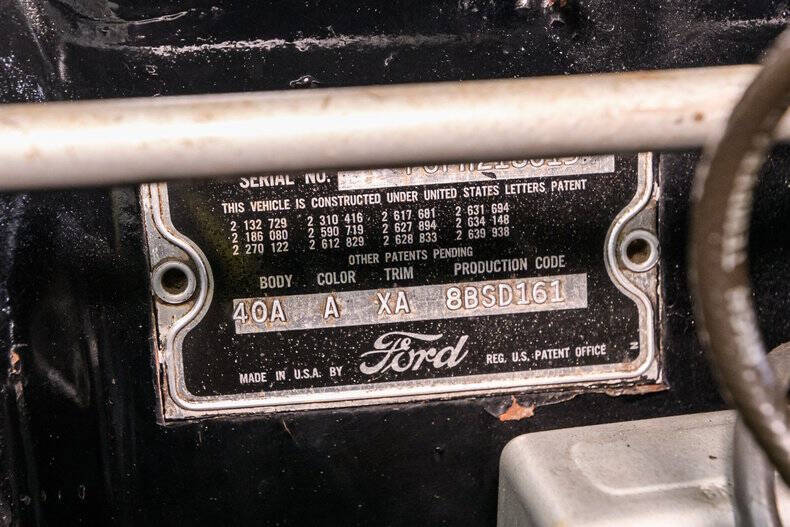 SERIAL NO.
THIS VEHICLE IS CONSTRUCTED UNDER UNITED STATES LETTERS PATENT
2 132 729 2 310 416 2 617 681 2 631 694
2 186 080 2 590 719 2 627 894 2 634 148
2 270 122 2 612 829 2 628 833 2 639 938
OTHER PATENTS PENDING
BODY COLOR TRIM PRODUCTION CODE
40A A XA 8BSD161
MADE IN U.S.A. BY Ford REG. U.S. PATENT OFFICE N